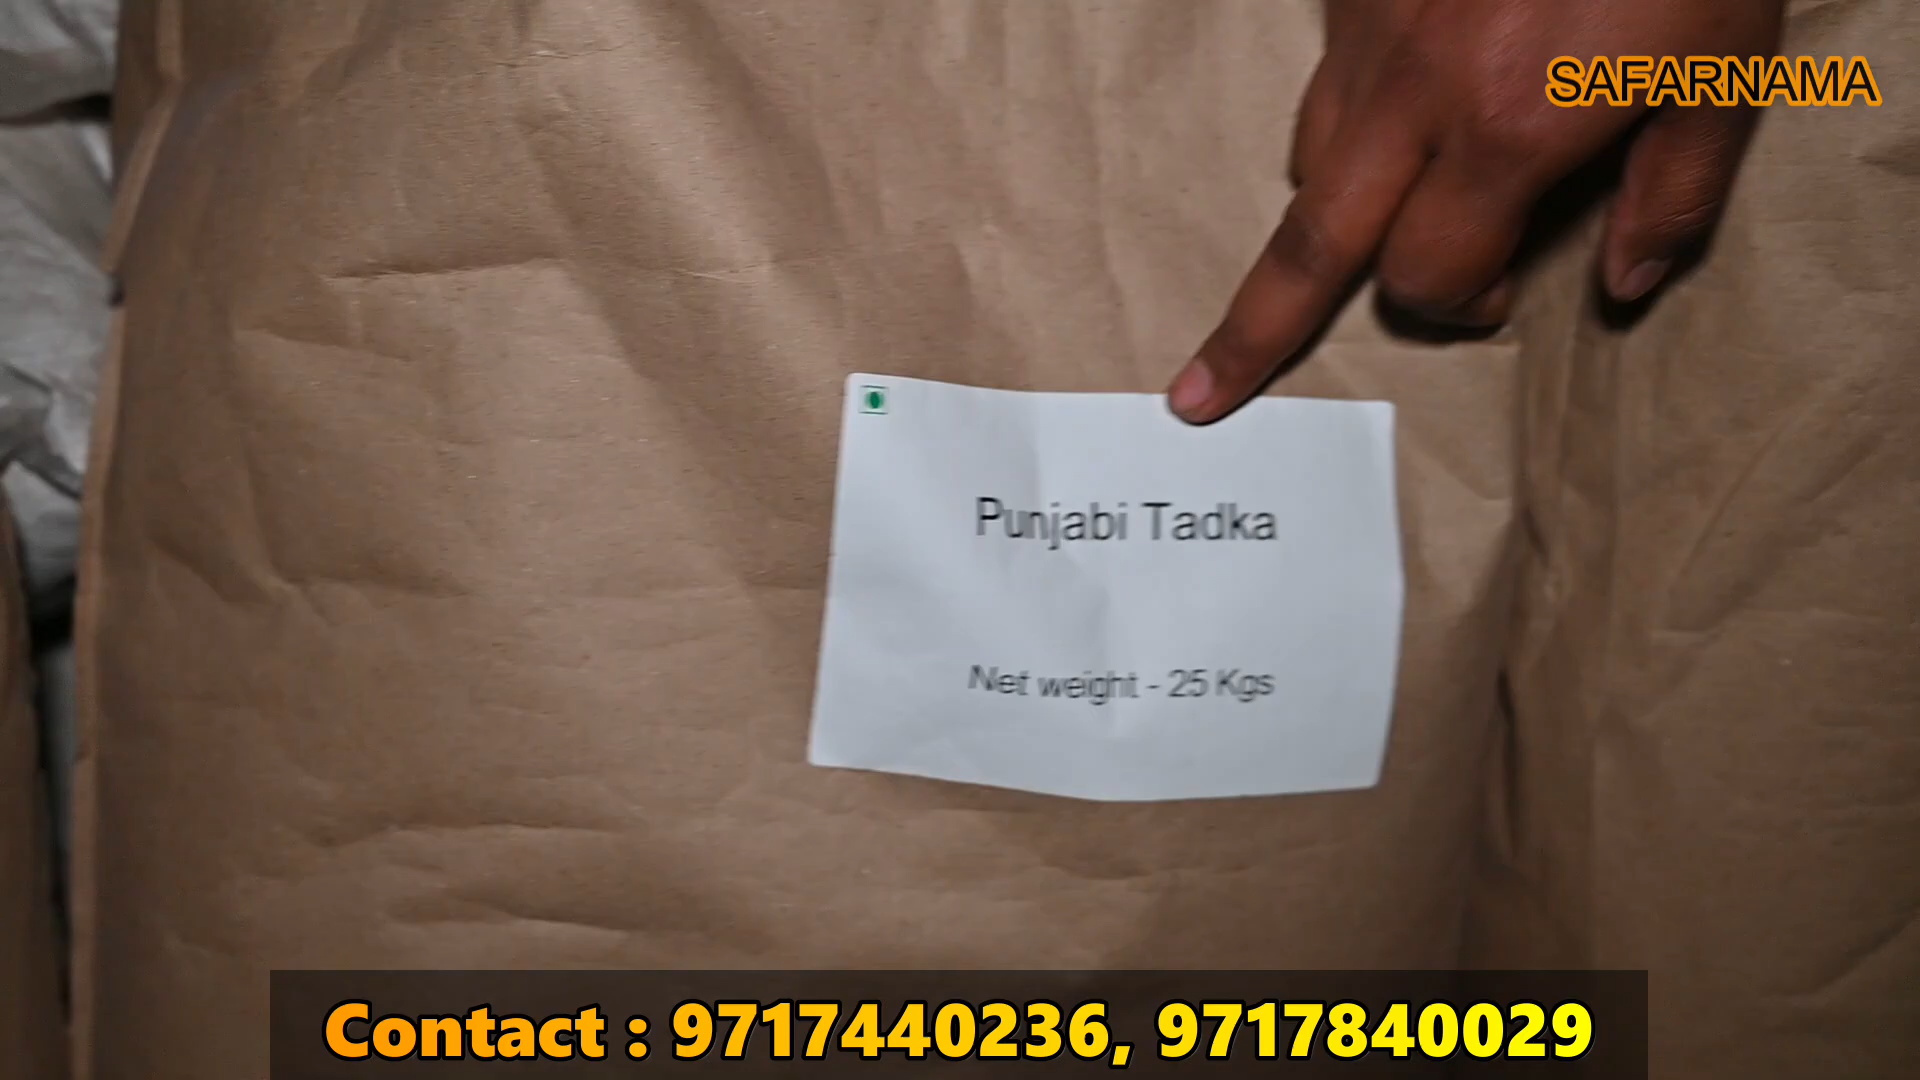 SAFARNAMA
Punjabi Tadka
Net weight - 25 Kgs
Contact : 9717440236, 9717840029